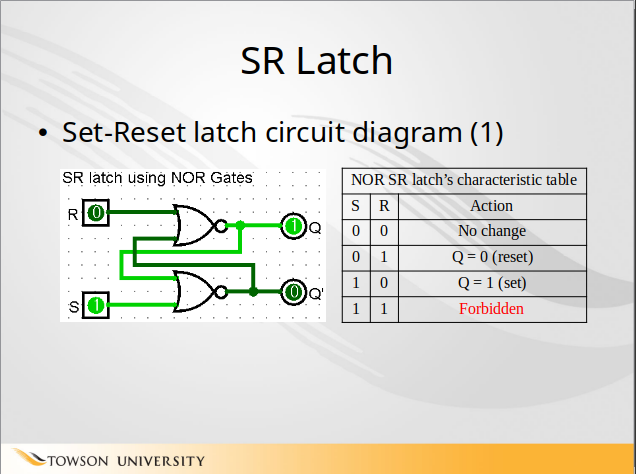 SR Latch
• Set-Reset latch circuit diagram (1)
SR latch using NOR Gates
R 0
1 Q
S 1
0 Q'
NOR SR latch’s characteristic table
S R Action
0 0 No change
0 1 Q = 0 (reset)
1 0 Q = 1 (set)
1 1 Forbidden
TOWSON UNIVERSITY